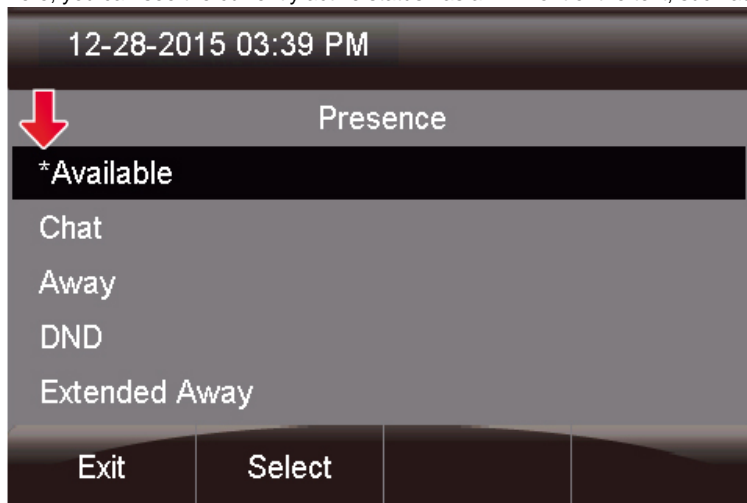 12-28-2015 03:39 PM
Presence
*Available
Chat
Away
DND
Extended Away
Exit Select